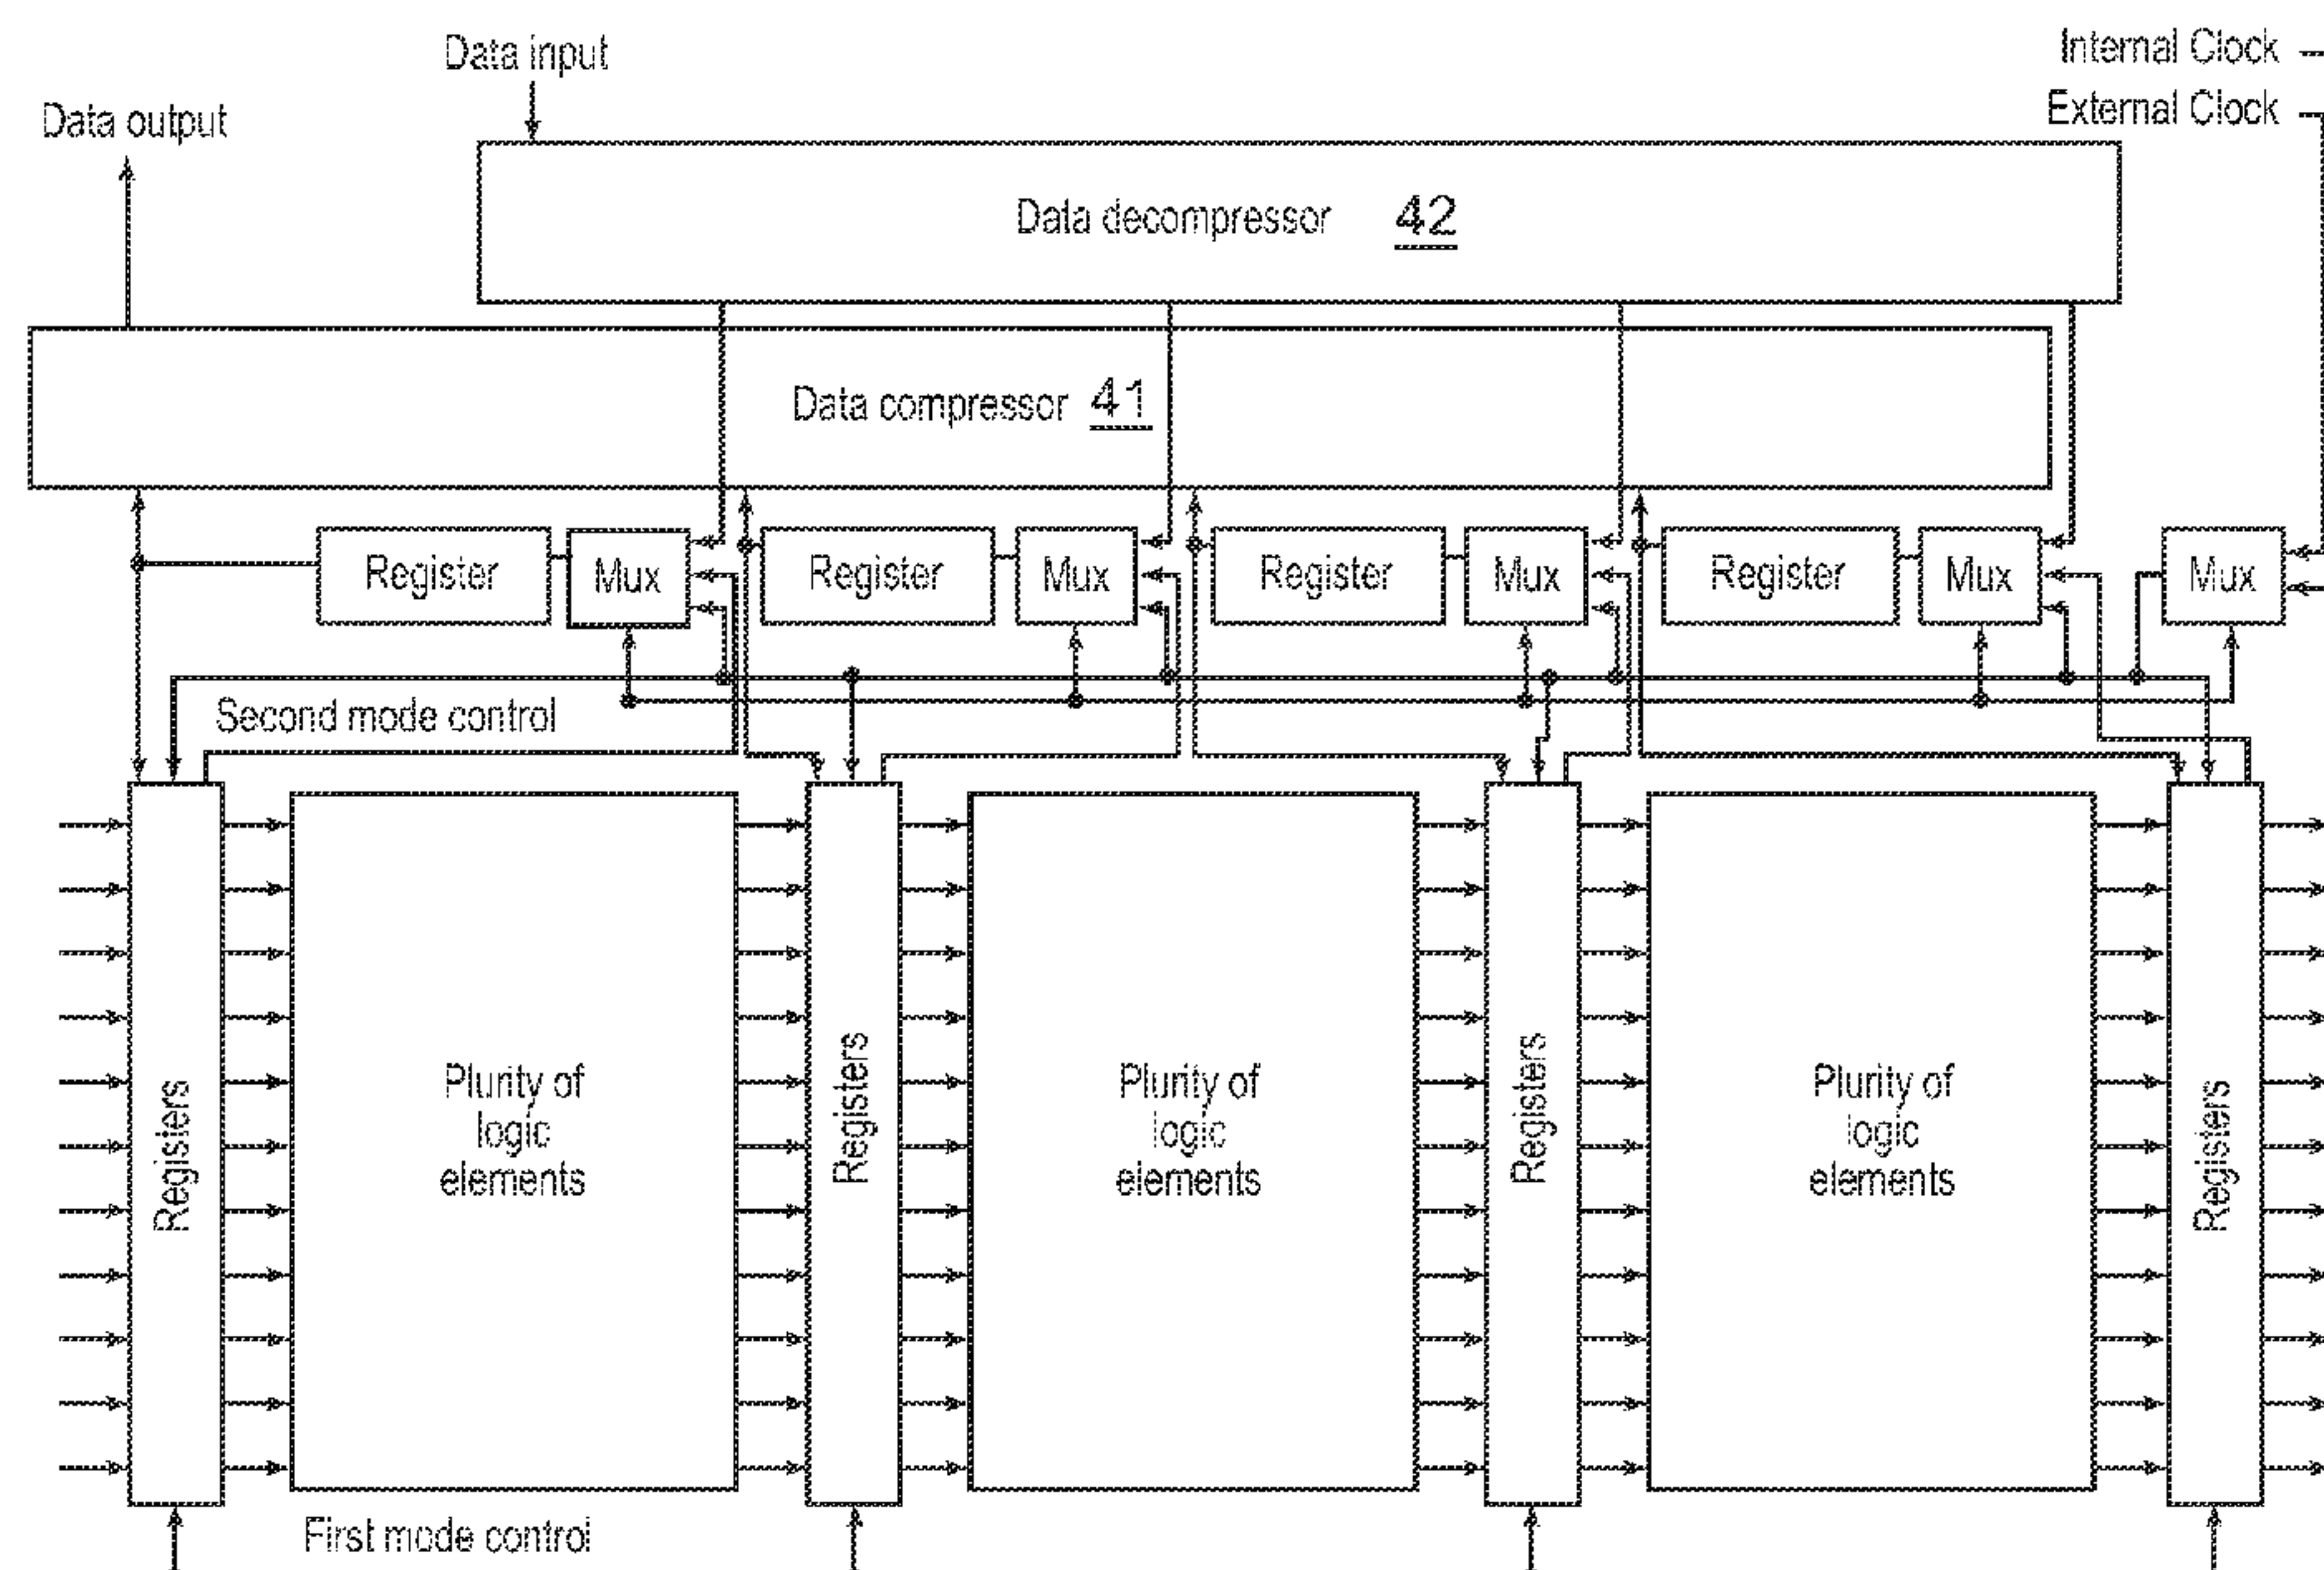 Data input
Internal Clock
External Clock
Data output
Data decompressor 42
Data compressor 41
Register
Mux
Register
Mux
Register
Mux
Register
Mux
Mux
Second mode control
Registers
Plurity of
logic
elements
Registers
Plurity of
logic
elements
Registers
Plurity of
logic
elements
Registers
First mode control